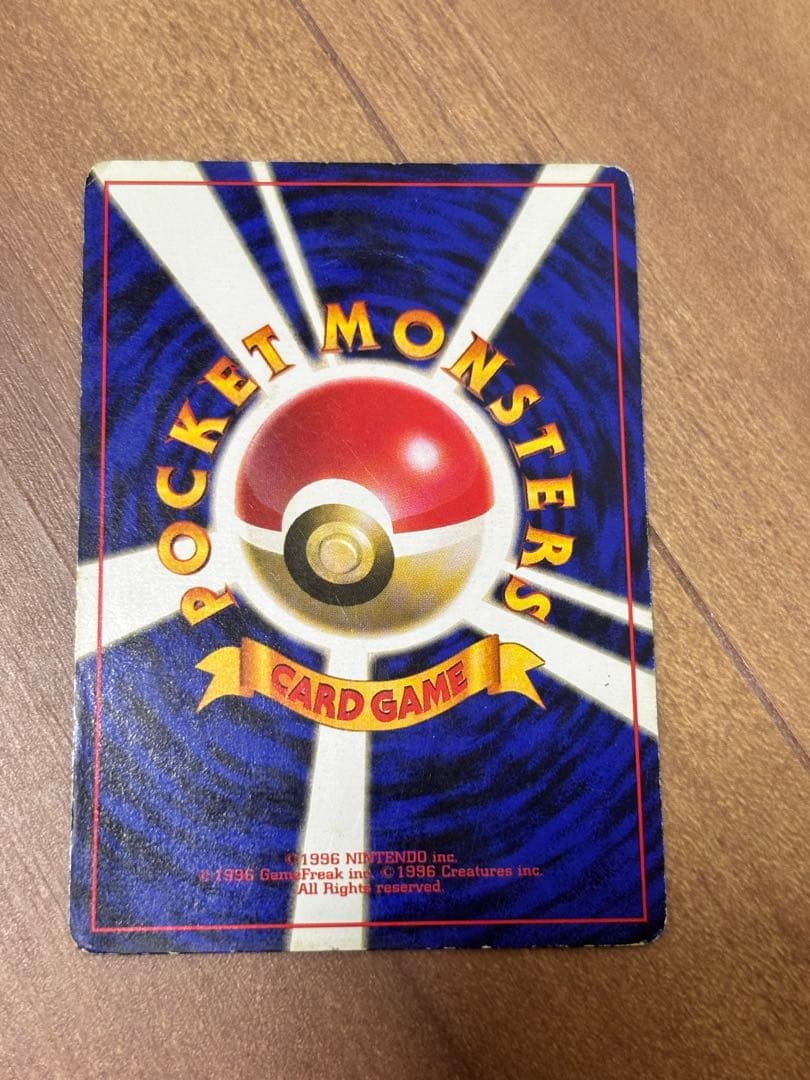 POCKET MONSTERS
CARD GAME
©1996 NINTENDO inc.
©1996 GameFreak inc. ©1996 Creatures inc.
All Rights reserved.